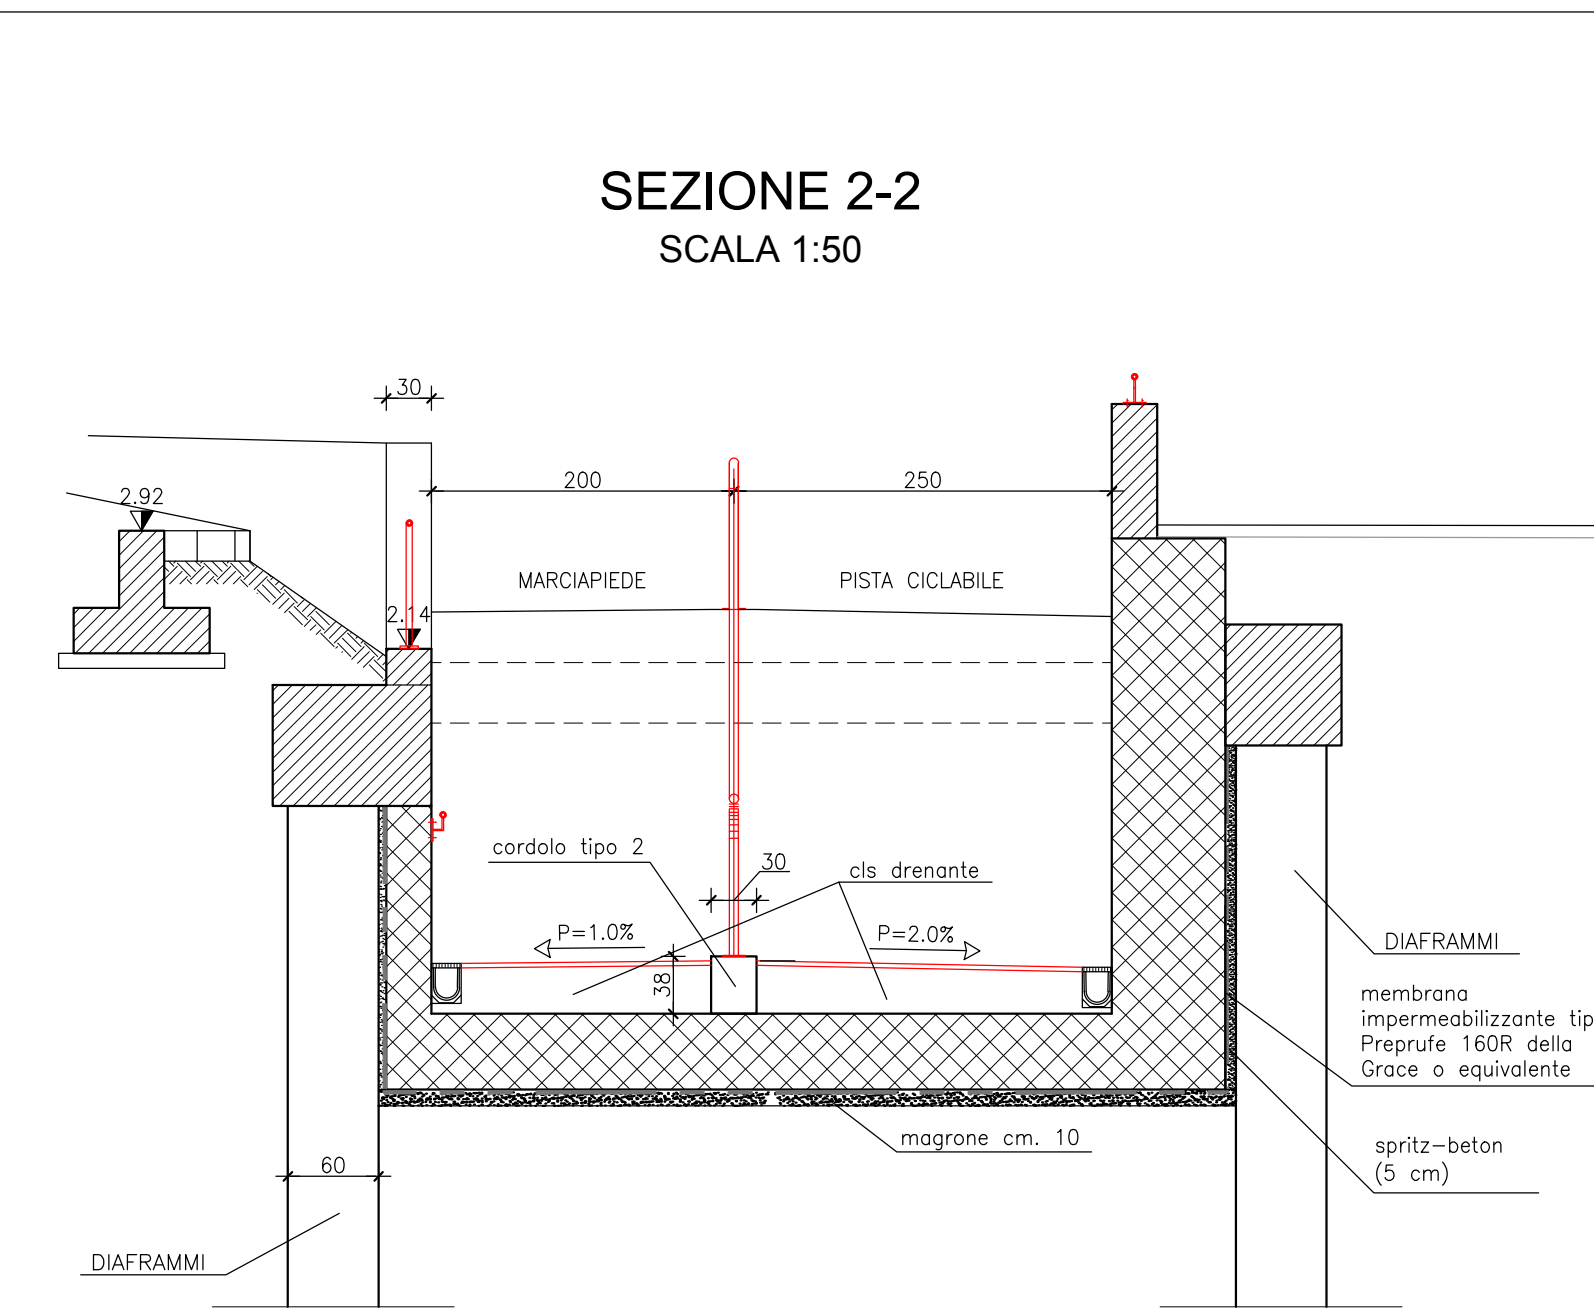 SEZIONE 2-2
SCALA 1:50
30
200
250
2.92
MARCIAPIEDE
PISTA CICLABILE
2.14
cordolo tipo 2
30
cls drenante
P=1.0%
P=2.0%
DIAFRAMMI
38
membrana
impermeabilizzante tip
Preprufe 160R della
Grace o equivalente
magrone cm. 10
spritz-beton
(5 cm)
60
DIAFRAMMI